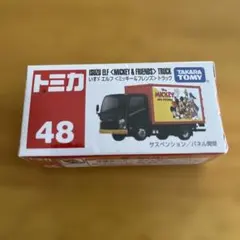 トミカ
48
ISUZU ELF <MICKEY & FRIENDS> TRUCK
いすゞ エルフ <ミッキー&フレンズ> トラック
TAKARA
TOMY
MICKEY
サスペンション/パネル開閉